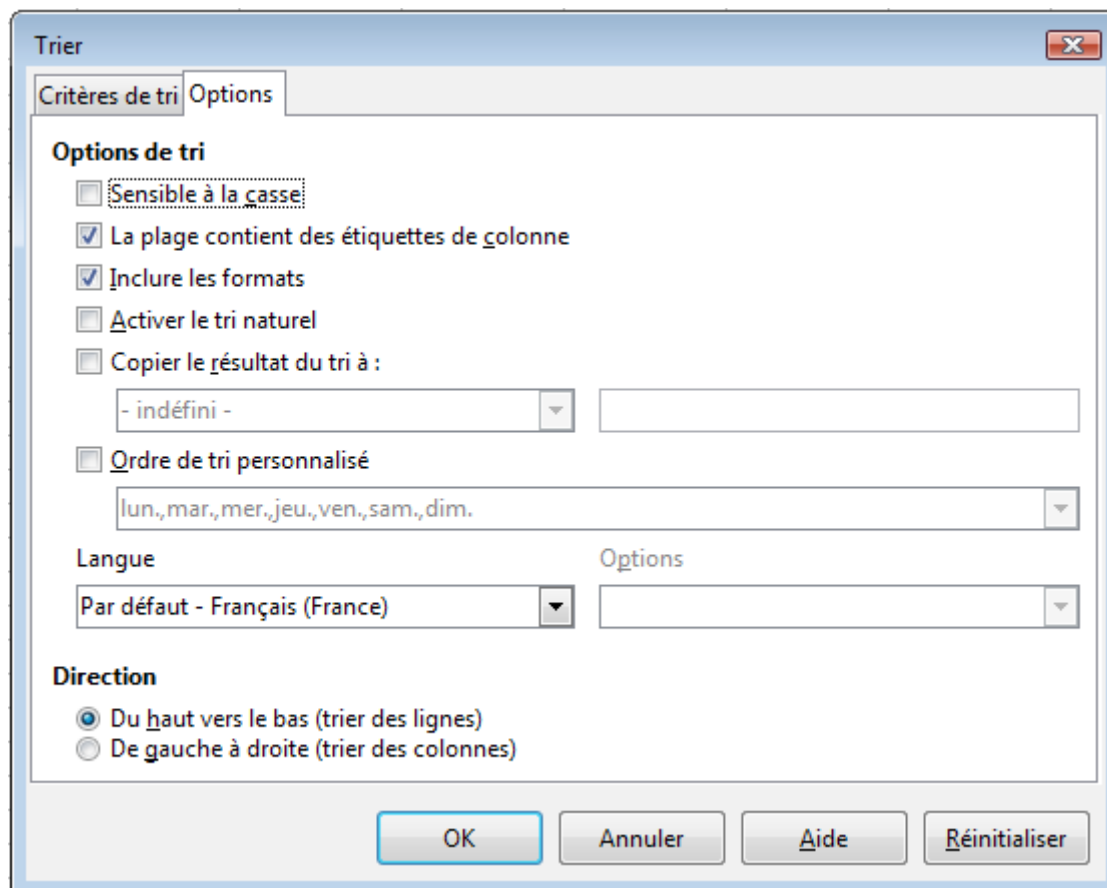 Trier
Critères de tri Options
Options de tri
Sensible à la casse
La plage contient des étiquettes de colonne
Inclure les formats
Activer le tri naturel
Copier le résultat du tri à :
- indéfini -
Ordre de tri personnalisé
lun.,mar.,mer.,jeu.,ven.,sam.,dim.
Langue Options
Par défaut - Français (France)
Direction
Du haut vers le bas (trier des lignes)
De gauche à droite (trier des colonnes)
OK Annuler Aide Réinitialiser